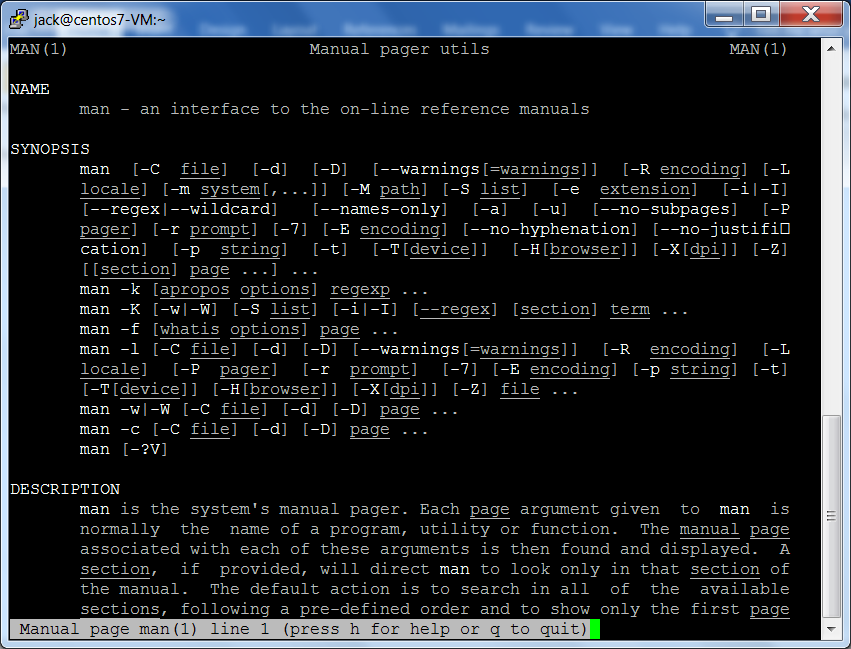 jack@centos7-VM:~
MAN(1) Manual pager utils MAN(1)
NAME
man - an interface to the on-line reference manuals
SYNOPSIS
man [-C file] [-d] [-D] [--warnings[=warnings]] [-R encoding] [-L
locale] [-m system[,...]] [-M path] [-S list] [-e extension] [-i|-I]
[--regex|--wildcard] [--names-only] [-a] [-u] [--no-subpages] [-P
pager] [-r prompt] [-7] [-E encoding] [--no-hyphenation] [--no-justifi▯
cation] [-p string] [-t] [-T[device]] [-H[browser]] [-X[dpi]] [-Z]
[[section] page ...] ...
man -k [apropos options] regexp ...
man -K [-w|-W] [-S list] [-i|-I] [--regex] [section] term ...
man -f [whatis options] page ...
man -l [-C file] [-d] [-D] [--warnings[=warnings]] [-R encoding] [-L
locale] [-P pager] [-r prompt] [-7] [-E encoding] [-p string] [-t]
[-T[device]] [-H[browser]] [-X[dpi]] [-Z] file ...
man -w|-W [-C file] [-d] [-D] page ...
man -c [-C file] [-d] [-D] page ...
man [-?V]
DESCRIPTION
man is the system's manual pager. Each page argument given to man is
normally the name of a program, utility or function. The manual page
associated with each of these arguments is then found and displayed. A
section, if provided, will direct man to look only in that section of
the manual. The default action is to search in all of the available
sections, following a pre-defined order and to show only the first page
Manual page man(1) line 1 (press h for help or q to quit)